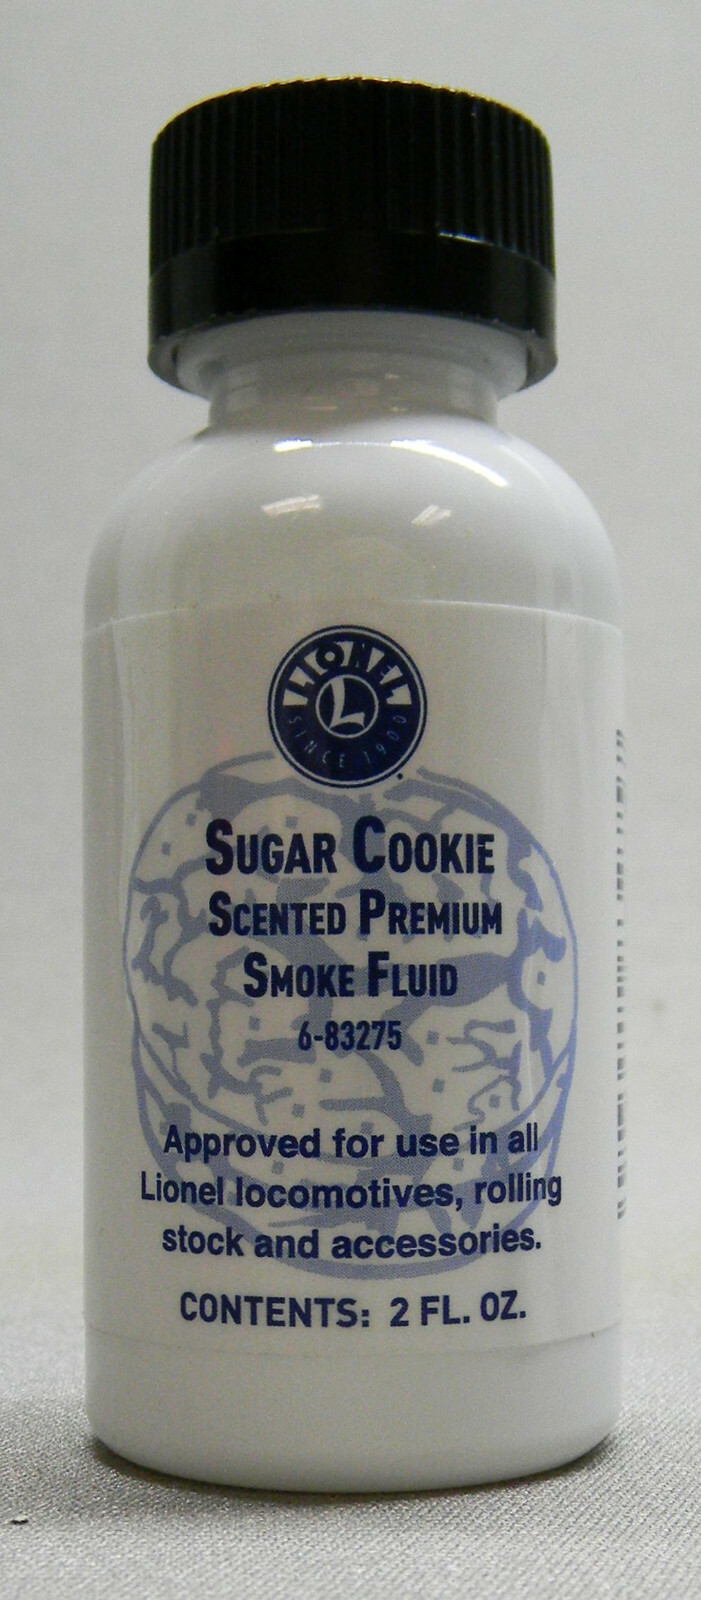 LIONEL
L
SINCE 1900
SUGAR COOKIE
SCENTED PREMIUM
SMOKE FLUID
6-83275
Approved for use in all
Lionel locomotives, rolling
stock and accessories.
CONTENTS: 2 FL. OZ.